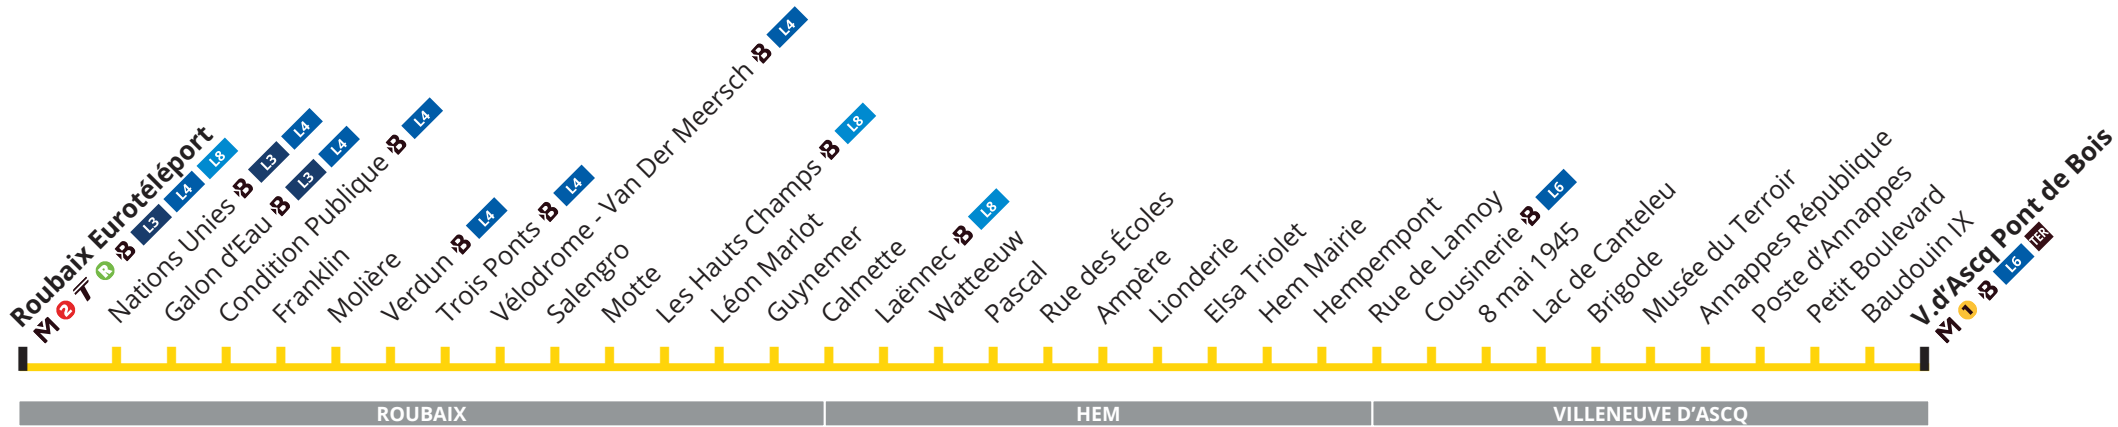 Roubaix Eurotéléport
M 2 T R B L3 L4 L8
Nations Unies B L3 L4
Galon d'Eau B L3 L4
Condition Publique B L4
Franklin
Molière
Verdun B L4
Trois Ponts B L4
Vélodrome - Van Der Meersch B L4
Salengro
Motte
Les Hauts Champs B L8
Léon Marlot
Guynemer
Calmette
Laënnec B L8
Watteeuw
Pascal
Rue des Écoles
Ampère
Lionderie
Elsa Triolet
Hem Mairie
Hempempont
Rue de Lannoy
Cousinerie B L6
8 mai 1945
Lac de Canteleu
Brigode
Musée du Terroir
Annappes République
Poste d'Annappes
Petit Boulevard
Baudouin IX
V.d'Ascq Pont de Bois
M 1 B L6 TER
ROUBAIX
HEM
VILLENEUVE D'ASCQ